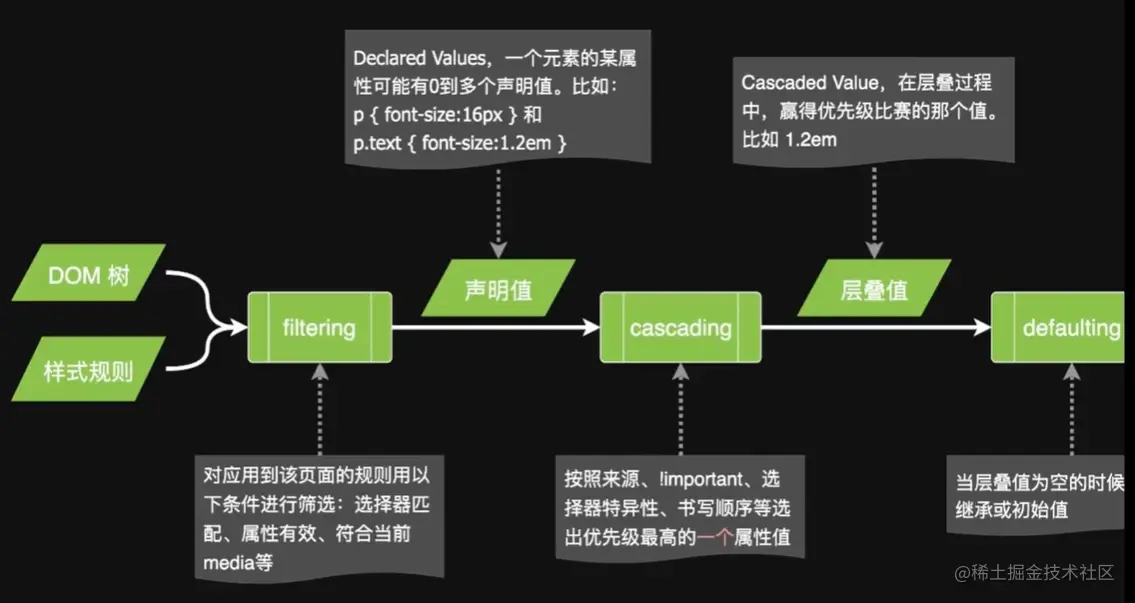 Declared Values，一个元素的某属
性可能有0到多个声明值。比如：
p { font-size:16px } 和
p.text { font-size:1.2em }
Cascaded Value，在层叠过程
中，赢得优先级比赛的那个值。
比如 1.2em
DOM 树
样式规则
filtering
声明值
cascading
层叠值
defaulting
对应用到该页面的规则用以
下条件进行筛选：选择器匹
配、属性有效、符合当前
media等
按照来源、!important、选
择器特异性、书写顺序等选
出优先级最高的一个属性值
当层叠值为空的时候
继承或初始值
@稀土掘金技术社区